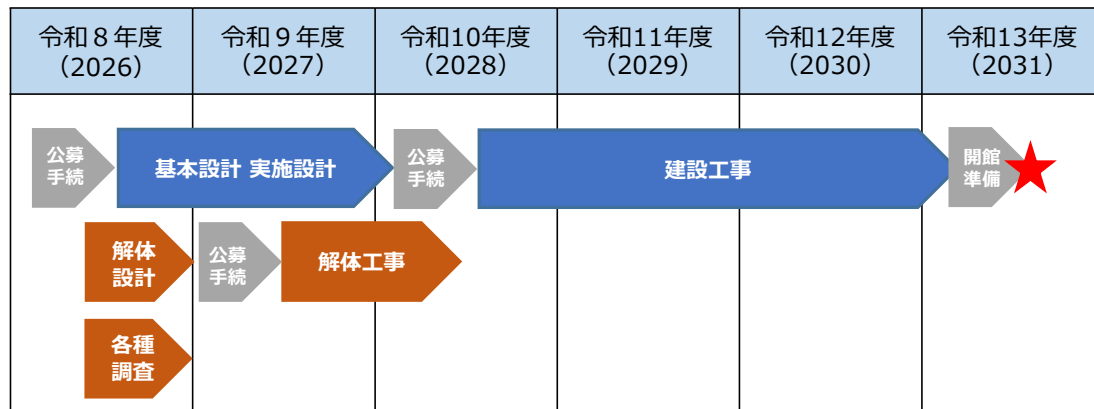 令和８年度
（2026）
令和９年度
（2027）
令和10年度
（2028）
令和11年度
（2029）
令和12年度
（2030）
令和13年度
（2031）
公募
手続
基本設計 実施設計
公募
手続
建設工事
開館
準備
解体
設計
公募
手続
解体工事
各種
調査